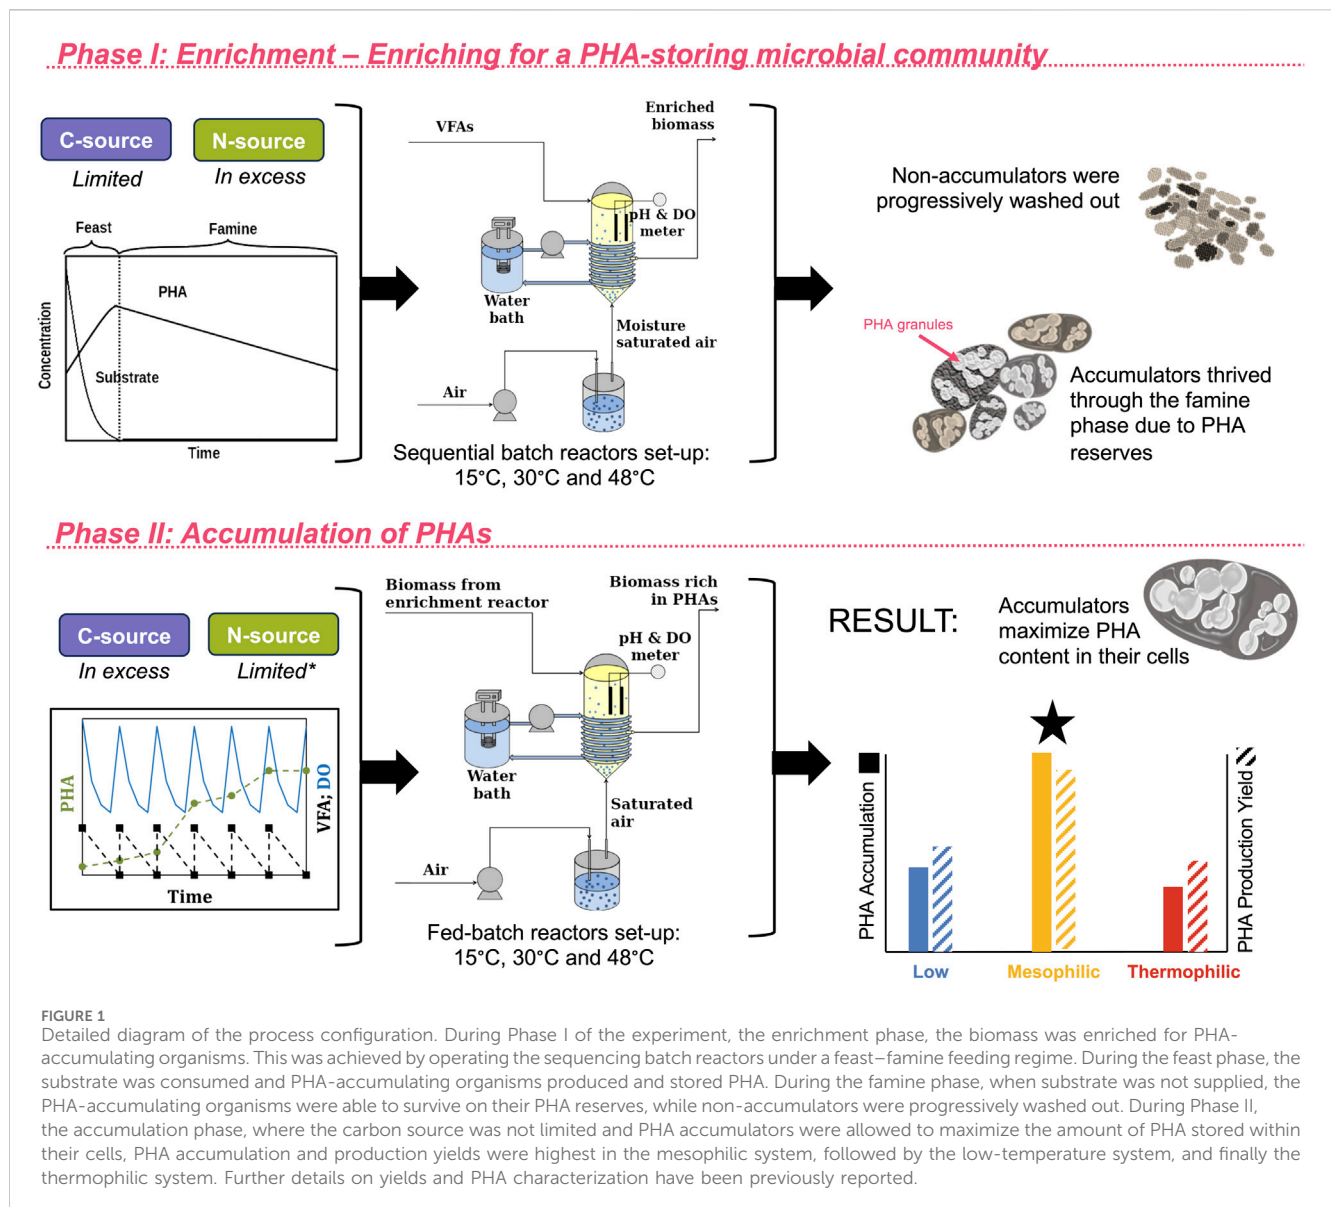 Phase I: Enrichment – Enriching for a PHA-storing microbial community
C-source
Limited
N-source
In excess
Feast
Famine
PHA
Substrate
Concentration
Time
VFAs
Enriched
biomass
pH & DO
meter
Water
bath
Moisture
saturated air
Air
Sequential batch reactors set-up:
15°C, 30°C and 48°C
Non-accumulators were
progressively washed out
PHA granules
Accumulators thrived
through the famine
phase due to PHA
reserves
Phase II: Accumulation of PHAs
C-source
In excess
N-source
Limited*
PHA
VFA; DO
Time
Biomass from
enrichment reactor
Biomass rich
in PHAs
pH & DO
meter
Water
bath
Saturated
air
Air
Fed-batch reactors set-up:
15°C, 30°C and 48°C
RESULT:
Accumulators
maximize PHA
content in their cells
PHA Accumulation
PHA Production Yield
Low
Mesophilic
Thermophilic
FIGURE 1
Detailed diagram of the process configuration. During Phase I of the experiment, the enrichment phase, the biomass was enriched for PHA-
accumulating organisms. This was achieved by operating the sequencing batch reactors under a feast–famine feeding regime. During the feast phase, the
substrate was consumed and PHA-accumulating organisms produced and stored PHA. During the famine phase, when substrate was not supplied, the
PHA-accumulating organisms were able to survive on their PHA reserves, while non-accumulators were progressively washed out. During Phase II,
the accumulation phase, where the carbon source was not limited and PHA accumulators were allowed to maximize the amount of PHA stored within
their cells, PHA accumulation and production yields were highest in the mesophilic system, followed by the low-temperature system, and finally the
thermophilic system. Further details on yields and PHA characterization have been previously reported.